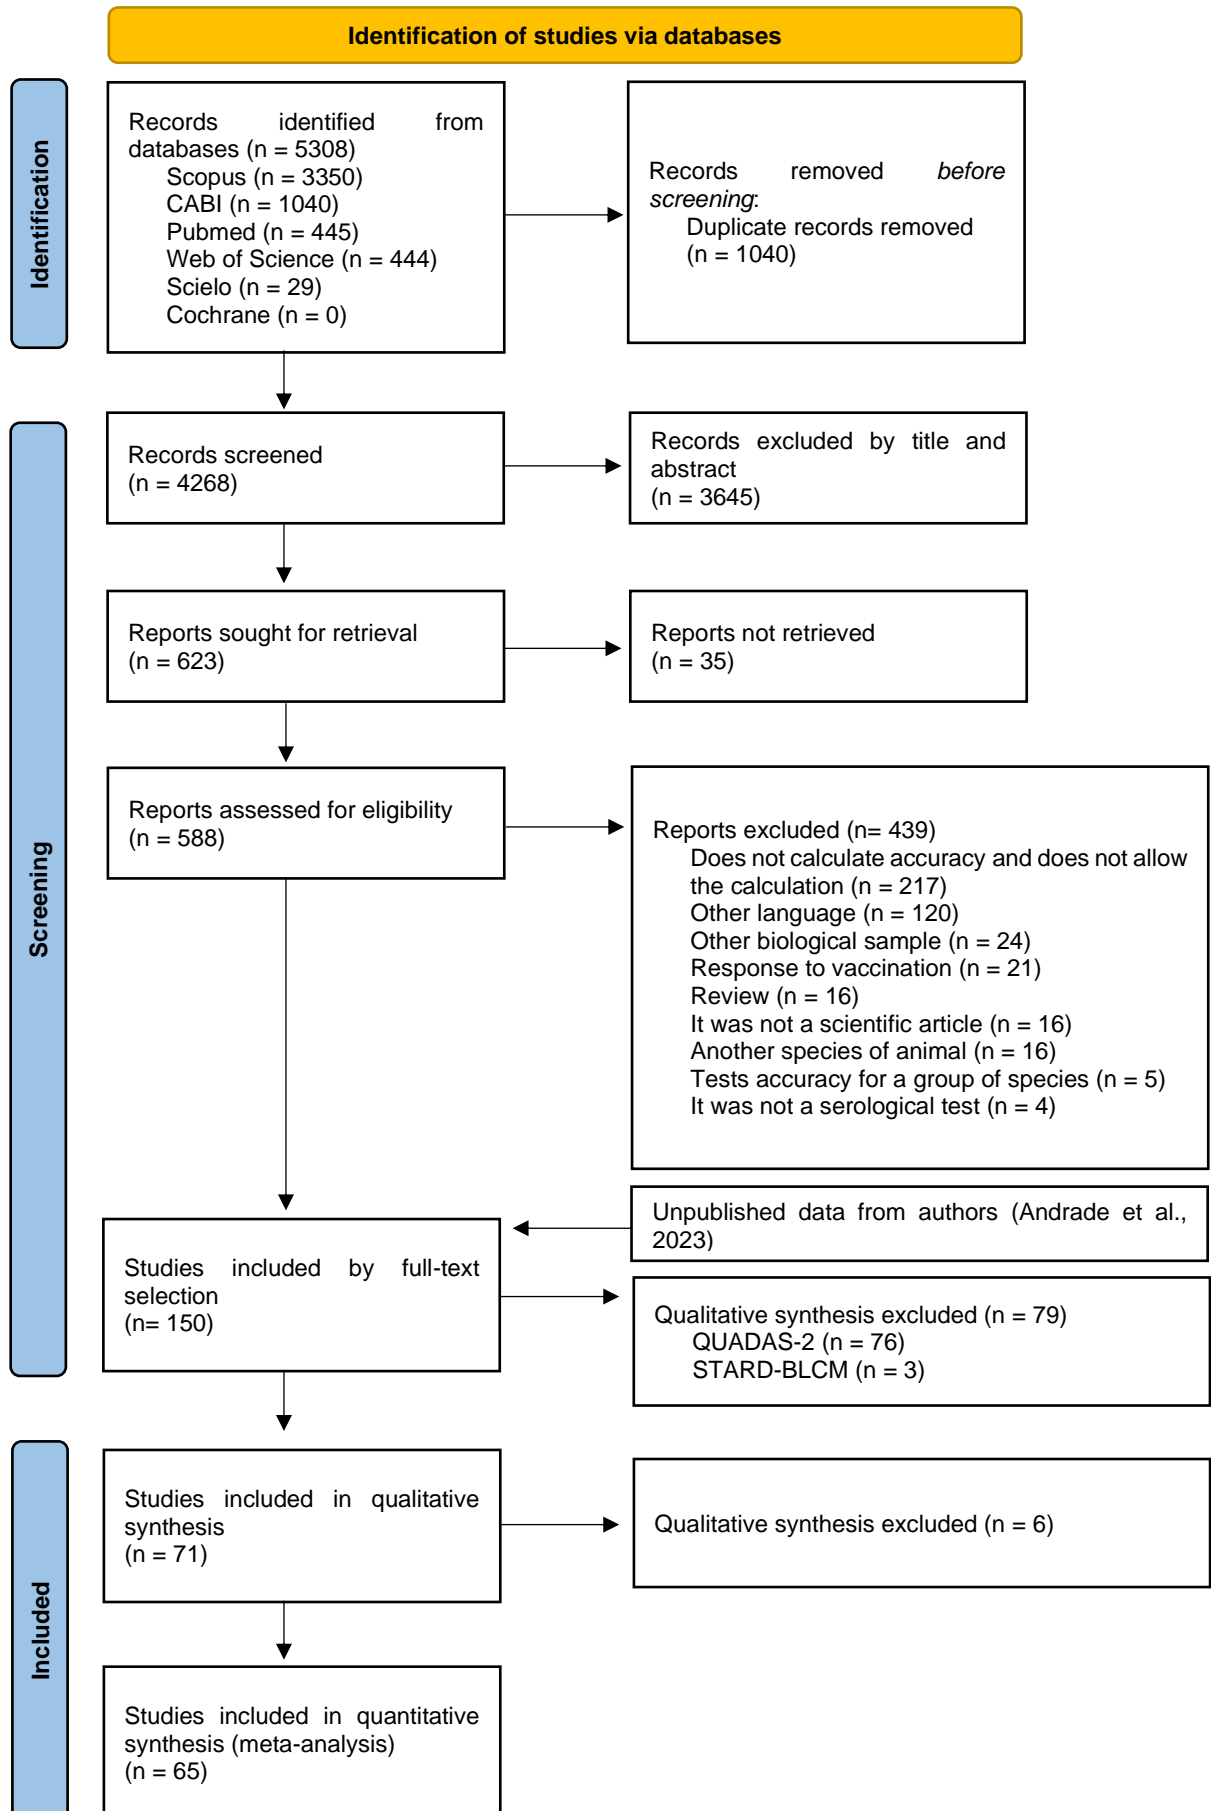 Identification of studies via databases
Identification
Records identified from
databases (n = 5308)
Scopus (n = 3350)
CABI (n = 1040)
Pubmed (n = 445)
Web of Science (n = 444)
Scielo (n = 29)
Cochrane (n = 0)
Records removed before
screening:
Duplicate records removed
(n = 1040)
Screening
Records screened
(n = 4268)
Records excluded by title and
abstract
(n = 3645)
Reports sought for retrieval
(n = 623)
Reports not retrieved
(n = 35)
Reports assessed for eligibility
(n = 588)
Reports excluded (n= 439)
Does not calculate accuracy and does not allow
the calculation (n = 217)
Other language (n = 120)
Other biological sample (n = 24)
Response to vaccination (n = 21)
Review (n = 16)
It was not a scientific article (n = 16)
Another species of animal (n = 16)
Tests accuracy for a group of species (n = 5)
It was not a serological test (n = 4)
Unpublished data from authors (Andrade et al.,
2023)
Studies included by full-text
selection
(n= 150)
Qualitative synthesis excluded (n = 79)
QUADAS-2 (n = 76)
STARD-BLCM (n = 3)
Included
Studies included in qualitative
synthesis
(n = 71)
Qualitative synthesis excluded (n = 6)
Studies included in quantitative
synthesis (meta-analysis)
(n = 65)